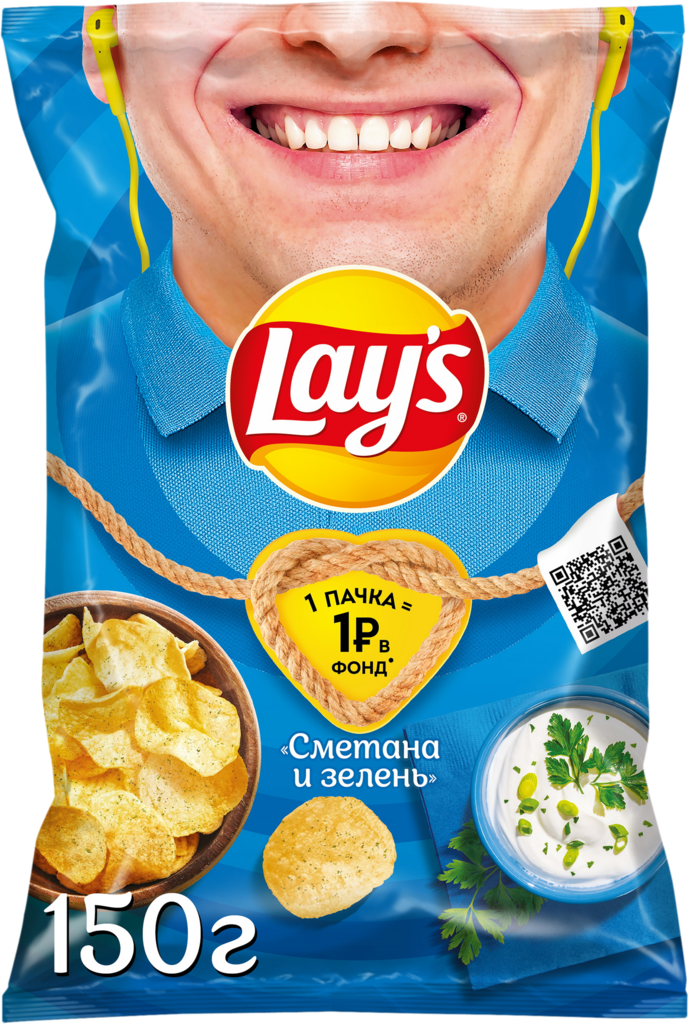 Lay's
®
1 ПАЧКА =
1₽ В
ФОНД*
«Сметана
и зелень»
150г